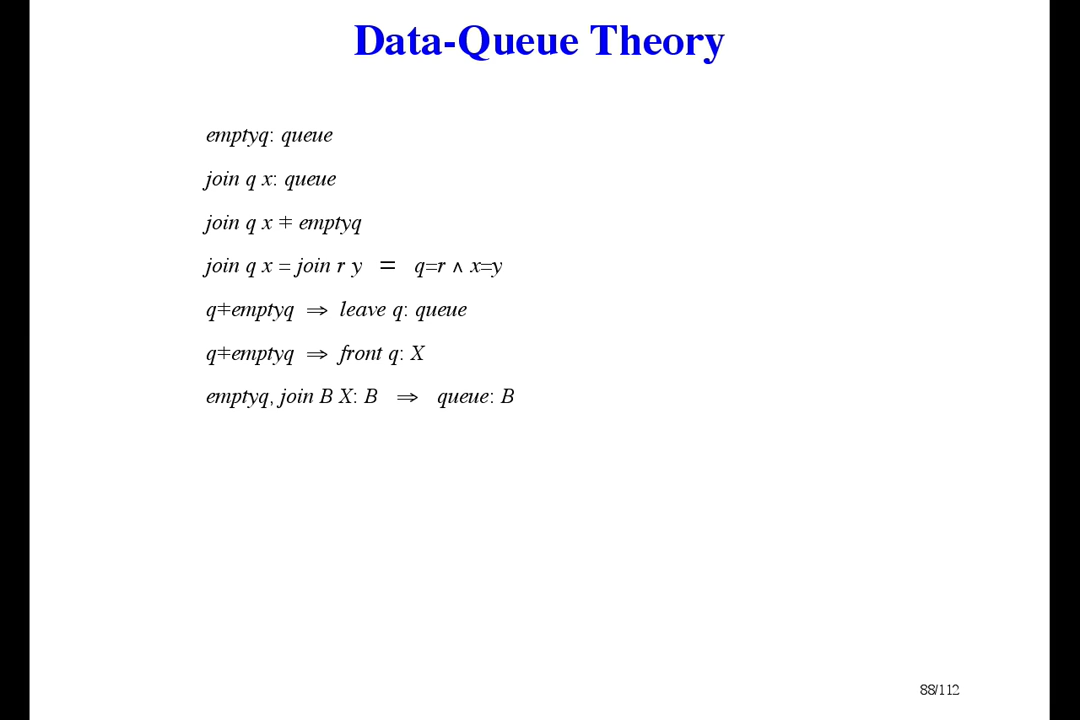 Data-Queue Theory
emptyq: queue
join q x: queue
join q x ≠ emptyq
join q x = join r y = q=r ∧ x=y
q≠emptyq ⇒ leave q: queue
q≠emptyq ⇒ front q: X
emptyq, join B X: B ⇒ queue: B
88/112